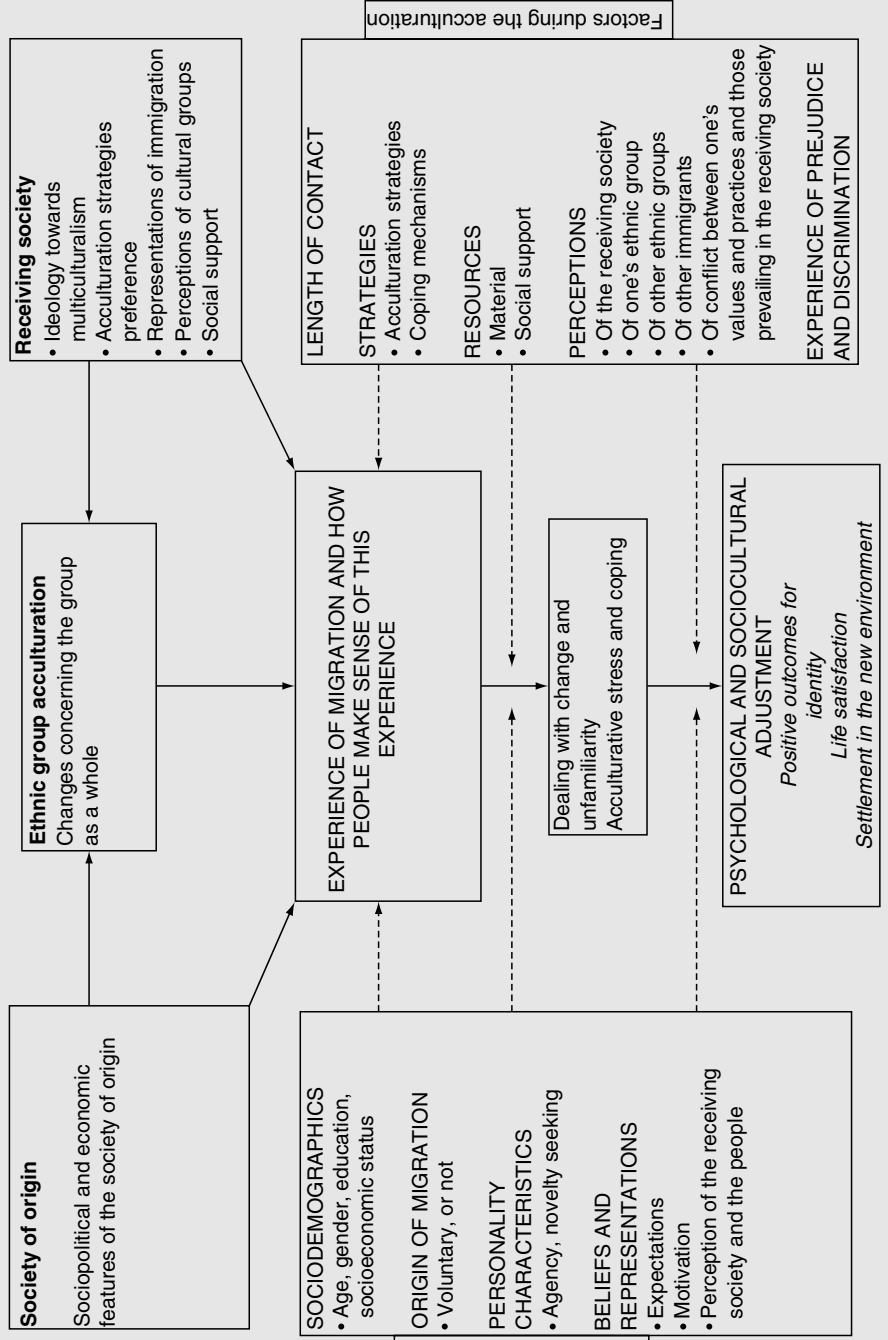 Society of origin
Sociopolitical and economic
features of the society of origin
Ethnic group acculturation
Changes concerning the group
as a whole
Receiving society
• Ideology towards
multiculturalism
• Acculturation strategies
preference
• Representations of immigration
• Perceptions of cultural groups
• Social support
SOCIODEMOGRAPHICS
• Age, gender, education,
socioeconomic status
ORIGIN OF MIGRATION
• Voluntary, or not
PERSONALITY
CHARACTERISTICS
• Agency, novelty seeking
BELIEFS AND
REPRESENTATIONS
• Expectations
• Motivation
• Perception of the receiving
society and the people
EXPERIENCE OF MIGRATION AND HOW
PEOPLE MAKE SENSE OF THIS
EXPERIENCE
Dealing with change and
unfamiliarity
Acculturative stress and coping
PSYCHOLOGICAL AND SOCIOCULTURAL
ADJUSTMENT
Positive outcomes for
identity
Life satisfaction
Settlement in the new environment
LENGTH OF CONTACT
STRATEGIES
• Acculturation strategies
• Coping mechanisms
RESOURCES
• Material
• Social support
PERCEPTIONS
• Of the receiving society
• Of one's ethnic group
• Of other ethnic groups
• Of other immigrants
• Of conflict between one's
values and practices and those
prevailing in the receiving society
EXPERIENCE OF PREJUDICE
AND DISCRIMINATION
Factors during the acculturation